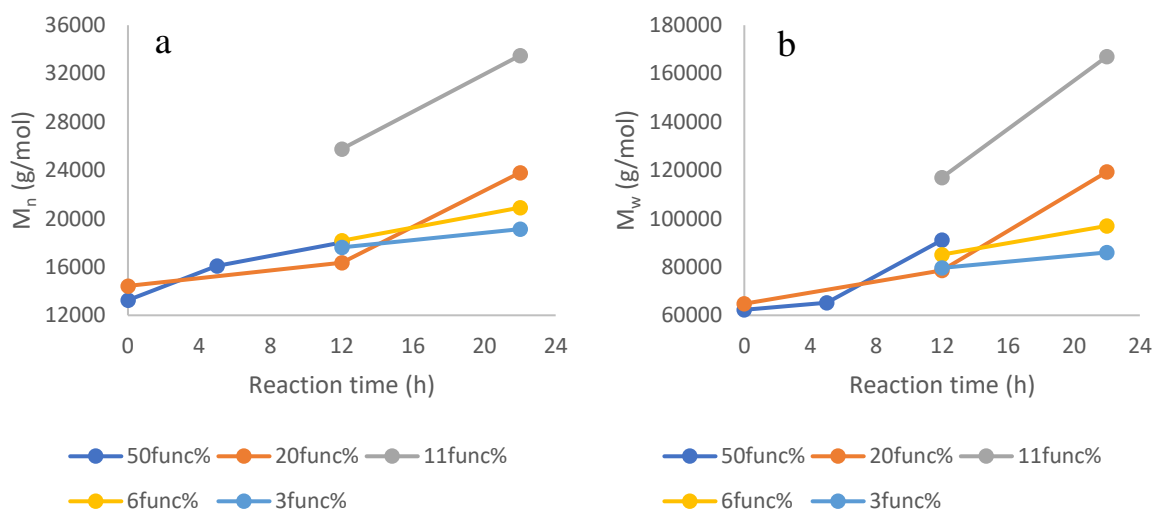 a
36000
32000
28000
24000
20000
16000
12000
Mₙ (g/mol)
0 4 8 12 16 20 24
Reaction time (h)
50func% 20func% 11func%
6func% 3func%
b
180000
160000
140000
120000
100000
80000
60000
M_w (g/mol)
0 4 8 12 16 20 24
Reaction time (h)
50func% 20func% 11func%
6func% 3func%